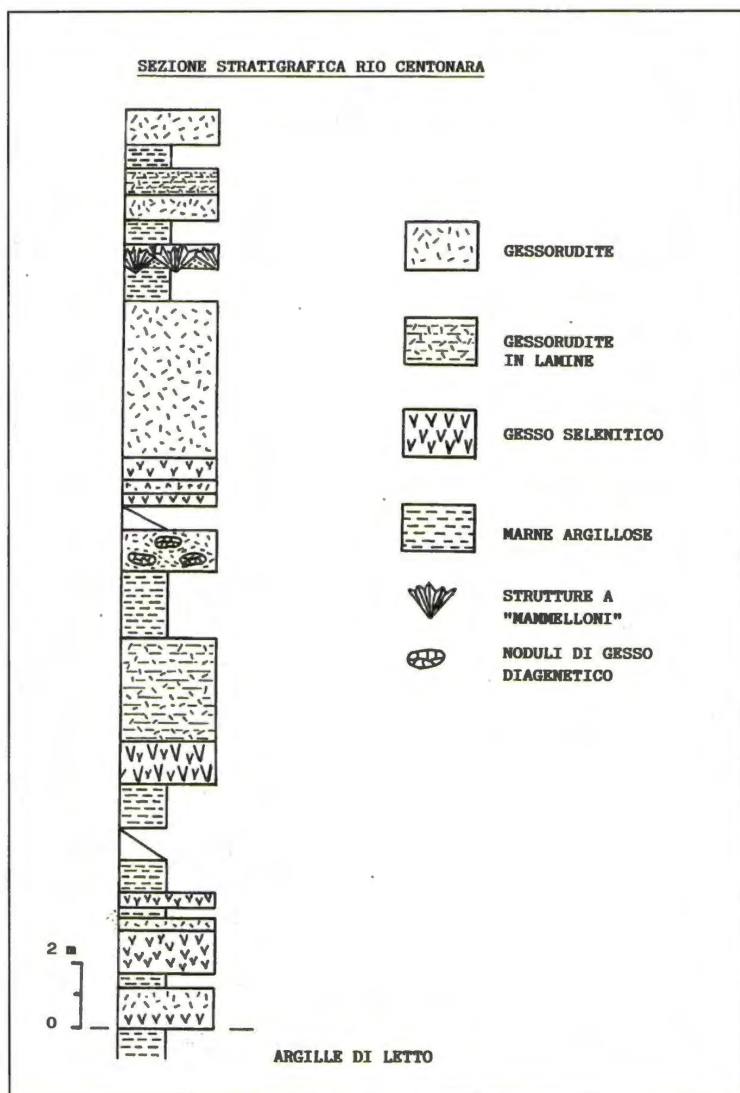 SEZIONE STRATIGRAFICA RIO CENTONARA
GESSORUDITE
GESSORUDITE
IN LAMINE
GESSO SELENITICO
MARNE ARGILLOSE
STRUTTURE A
"MAMMELLONI"
NODULI DI GESSO
DIAGENETICO
2 m
0
ARGILLE DI LETTO